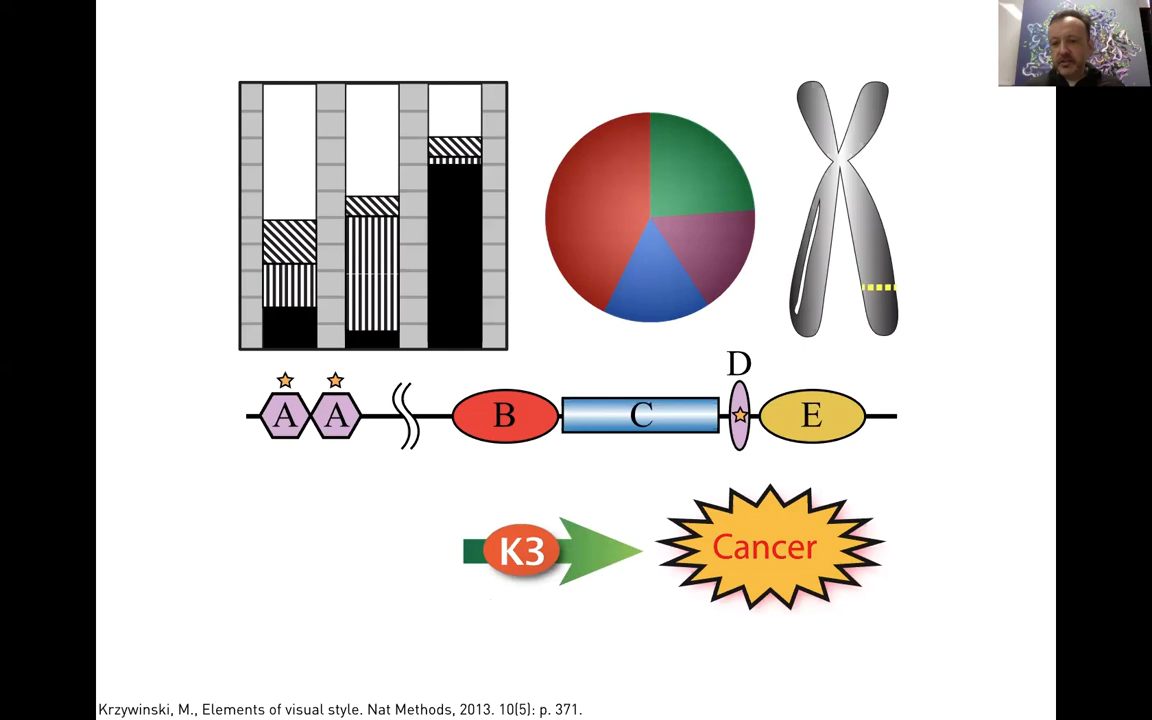 D
A A B C E
K3 Cancer
Krzywinski, M., Elements of visual style. Nat Methods, 2013. 10(5): p. 371.